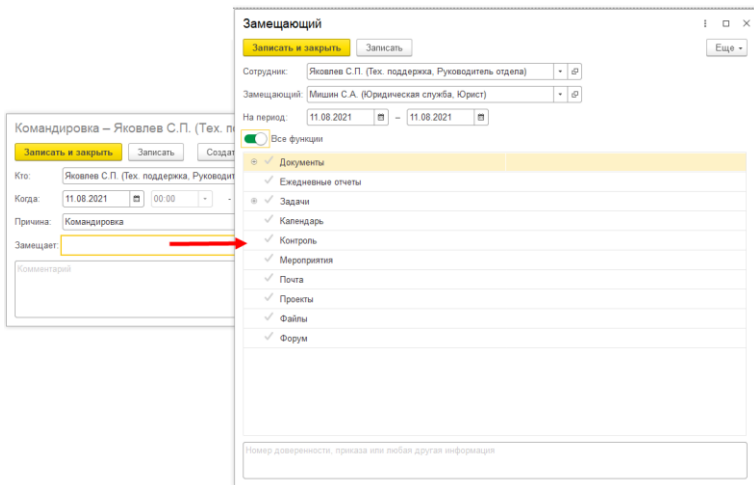 Замещающий
Записать и закрыть Записать Еще
Сотрудник: Яковлев С.П. (Тех. поддержка, Руководитель отдела)
Замещающий: Мишин С.А. (Юридическая служба, Юрист)
На период: 11.08.2021 – 11.08.2021
Все функции
Документы
Ежедневные отчеты
Задачи
Календарь
Контроль
Мероприятия
Почта
Проекты
Файлы
Форум
Номер доверенности, приказа или любая другая информация
Командировка – Яковлев С.П. (Тех. п
Записать и закрыть Записать Создат
Кто: Яковлев С.П. (Тех. поддержка, Руководит
Когда: 11.08.2021 00:00 -
Причина: Командировка
Замещает:
Комментарий